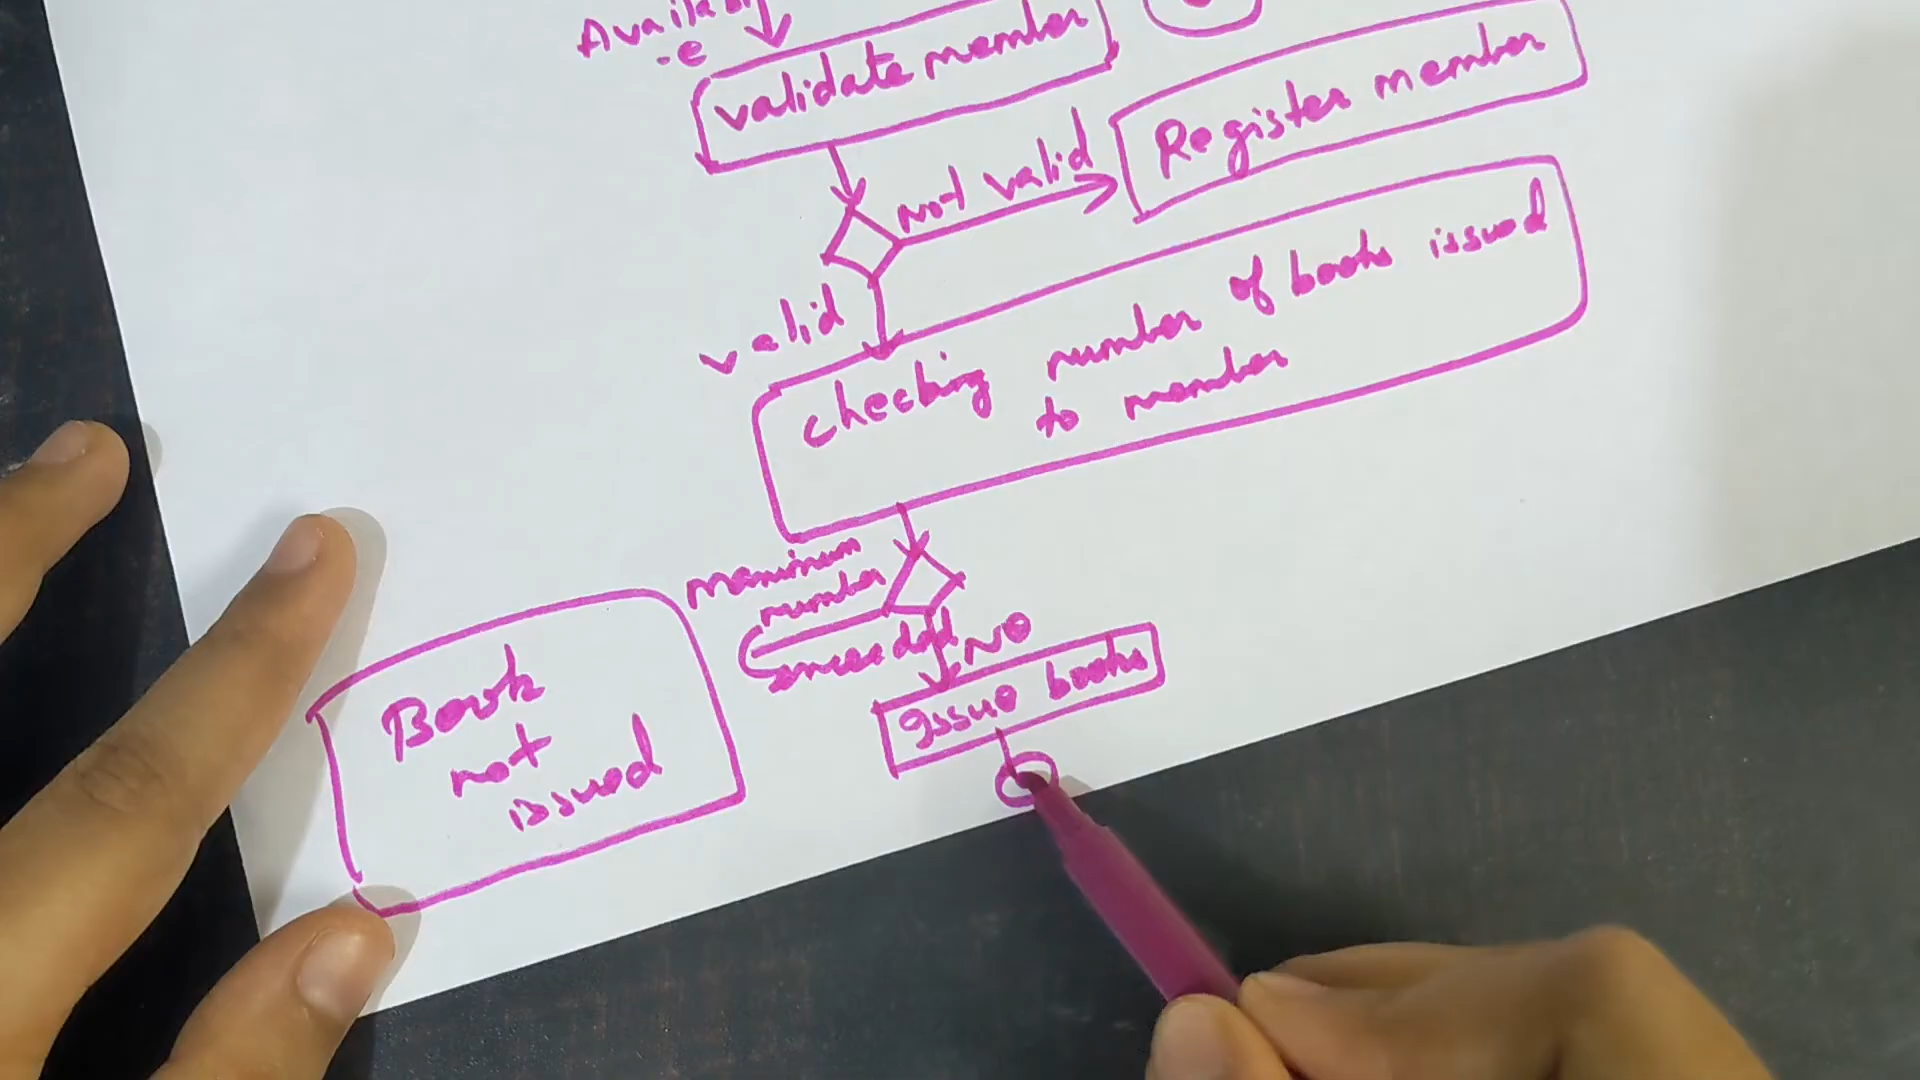 Availabl
-e
validate member
Register member
not valid
valid
checking number of books issued
to member
maximum
number
exceeded
NO
Issue books
Book
not
issued